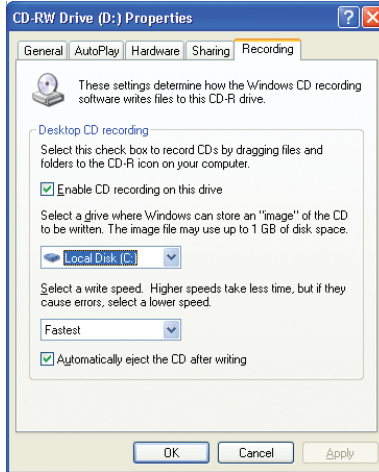 CD-RW Drive (D:) Properties
General AutoPlay Hardware Sharing Recording
These settings determine how the Windows CD recording
software writes files to this CD-R drive.
Desktop CD recording
Select this check box to record CDs by dragging files and
folders to the CD-R icon on your computer.
Enable CD recording on this drive
Select a drive where Windows can store an "image" of the CD
to be written. The image file may use up to 1 GB of disk space.
Local Disk (C:)
Select a write speed. Higher speeds take less time, but if they
cause errors, select a lower speed.
Fastest
Automatically eject the CD after writing
OK Cancel Apply